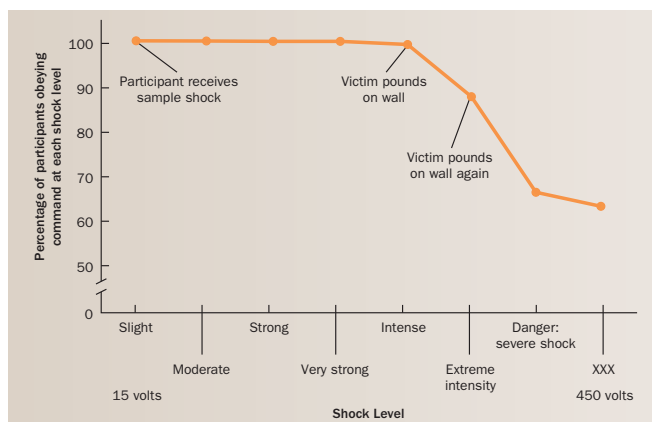 Percentage of participants obeying
command at each shock level
100
90
80
70
60
50
0
Participant receives
sample shock
Victim pounds
on wall
Victim pounds
on wall again
Slight
Strong
Intense
Danger:
severe shock
Moderate
Very strong
Extreme
intensity
XXX
15 volts
450 volts
Shock Level